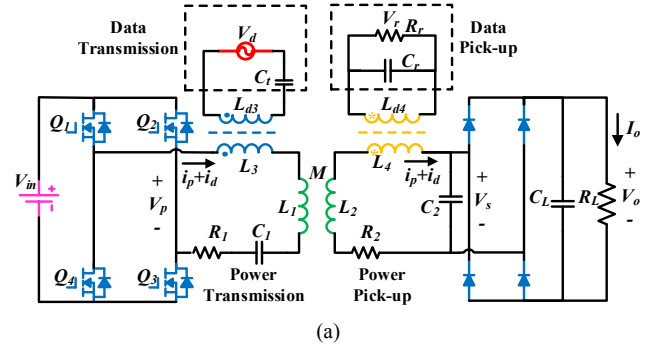 Data
Transmission
V_d
C_t
L_d3
V_r
R_r
C_r
L_d4
Data
Pick-up
Q_1
Q_2
L_3
M
L_4
I_o
i_p+i_d
i_p+i_d
V_in
+
V_p
-
L_1
L_2
C_2
+
V_s
-
C_L
R_L
+
V_o
-
R_1
C_1
R_2
Q_4
Q_3
Power
Transmission
Power
Pick-up
(a)